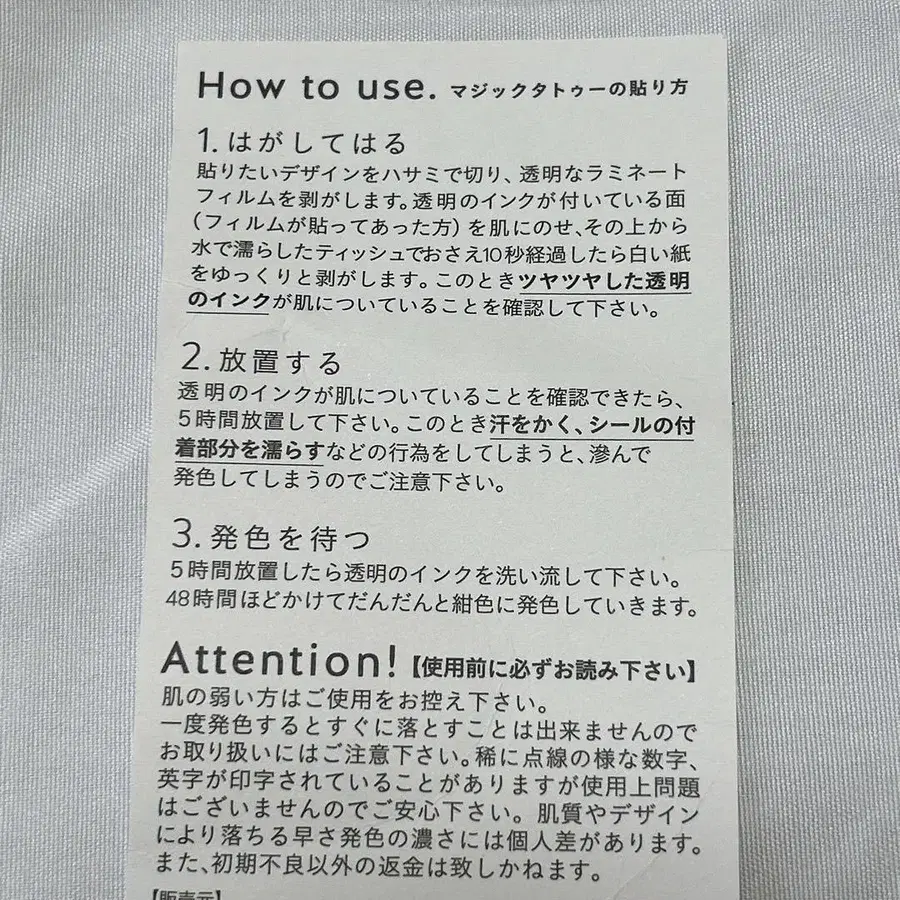 How to use. マジックタトゥーの貼り方
1. はがしてはる
貼りたいデザインをハサミで切り、透明なラミネート
フィルムを剥がします。透明のインクが付いている面
（フィルムが貼ってあった方）を肌にのせ、その上から
水で濡らしたティッシュでおさえ10秒経過したら白い紙
をゆっくりと剥がします。このときツヤツヤした透明
のインクが肌についていることを確認して下さい。
2. 放置する
透明のインクが肌についていることを確認できたら、
5時間放置して下さい。このとき汗をかく、シールの付
着部分を濡らすなどの行為をしてしまうと、滲んで
発色してしまうのでご注意下さい。
3. 発色を待つ
5時間放置したら透明のインクを洗い流して下さい。
48時間ほどかけてだんだんと紺色に発色していきます。
Attention!【使用前に必ずお読み下さい】
肌の弱い方はご使用をお控え下さい。
一度発色するとすぐに落とすことは出来ませんので
お取り扱いにはご注意下さい。稀に点線の様な数字、
英字が印字されていることがありますが使用上問題
はございませんのでご安心下さい。肌質やデザイン
により落ちる早さ発色の濃さには個人差があります。
また、初期不良以外の返金は致しかねます。
【販売元】